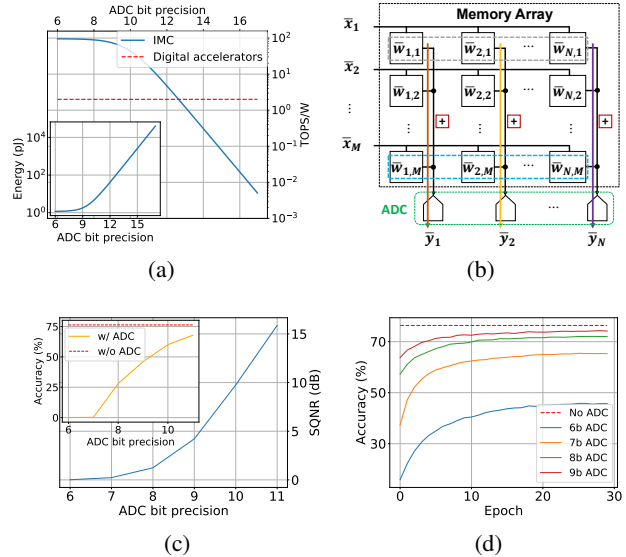 ADC bit precision
6 8 10 12 14 16
IMC
Digital accelerators
10²
10¹
10⁰
10⁻¹
10⁻²
10⁻³
TOPS/W
Energy (pJ)
10⁴
10²
10⁰
6 9 12 15
ADC bit precision
(a)
Memory Array
x̅₁
w̅₁,₁ w̅₂,₁ ... w̅N,₁
x̅₂
w̅₁,₂ w̅₂,₂ ... w̅N,₂
⋮ ⋮ + ⋮ + ⋮ +
x̅M
w̅₁,M w̅₂,M ... w̅N,M
ADC ...
y̅₁ y̅₂ ... y̅N
(b)
Accuracy (%)
75
50
25
0
w/ ADC
w/o ADC
6 8 10
ADC bit precision
15
10
5
0
SQNR (dB)
6 7 8 9 10 11
ADC bit precision
(c)
Accuracy (%)
70
50
30
No ADC
6b ADC
7b ADC
8b ADC
9b ADC
0 10 20 30
Epoch
(d)